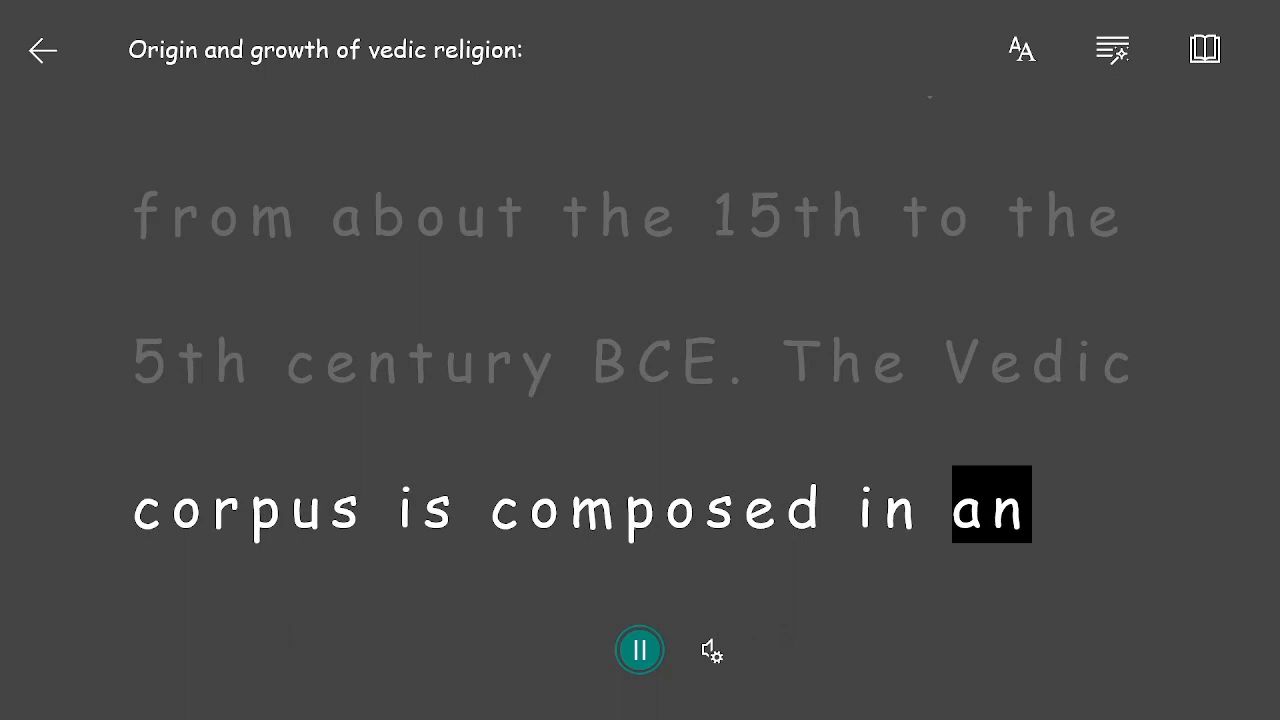 Origin and growth of vedic religion:
AA
from about the 15th to the
5th century BCE. The Vedic
corpus is composed in an